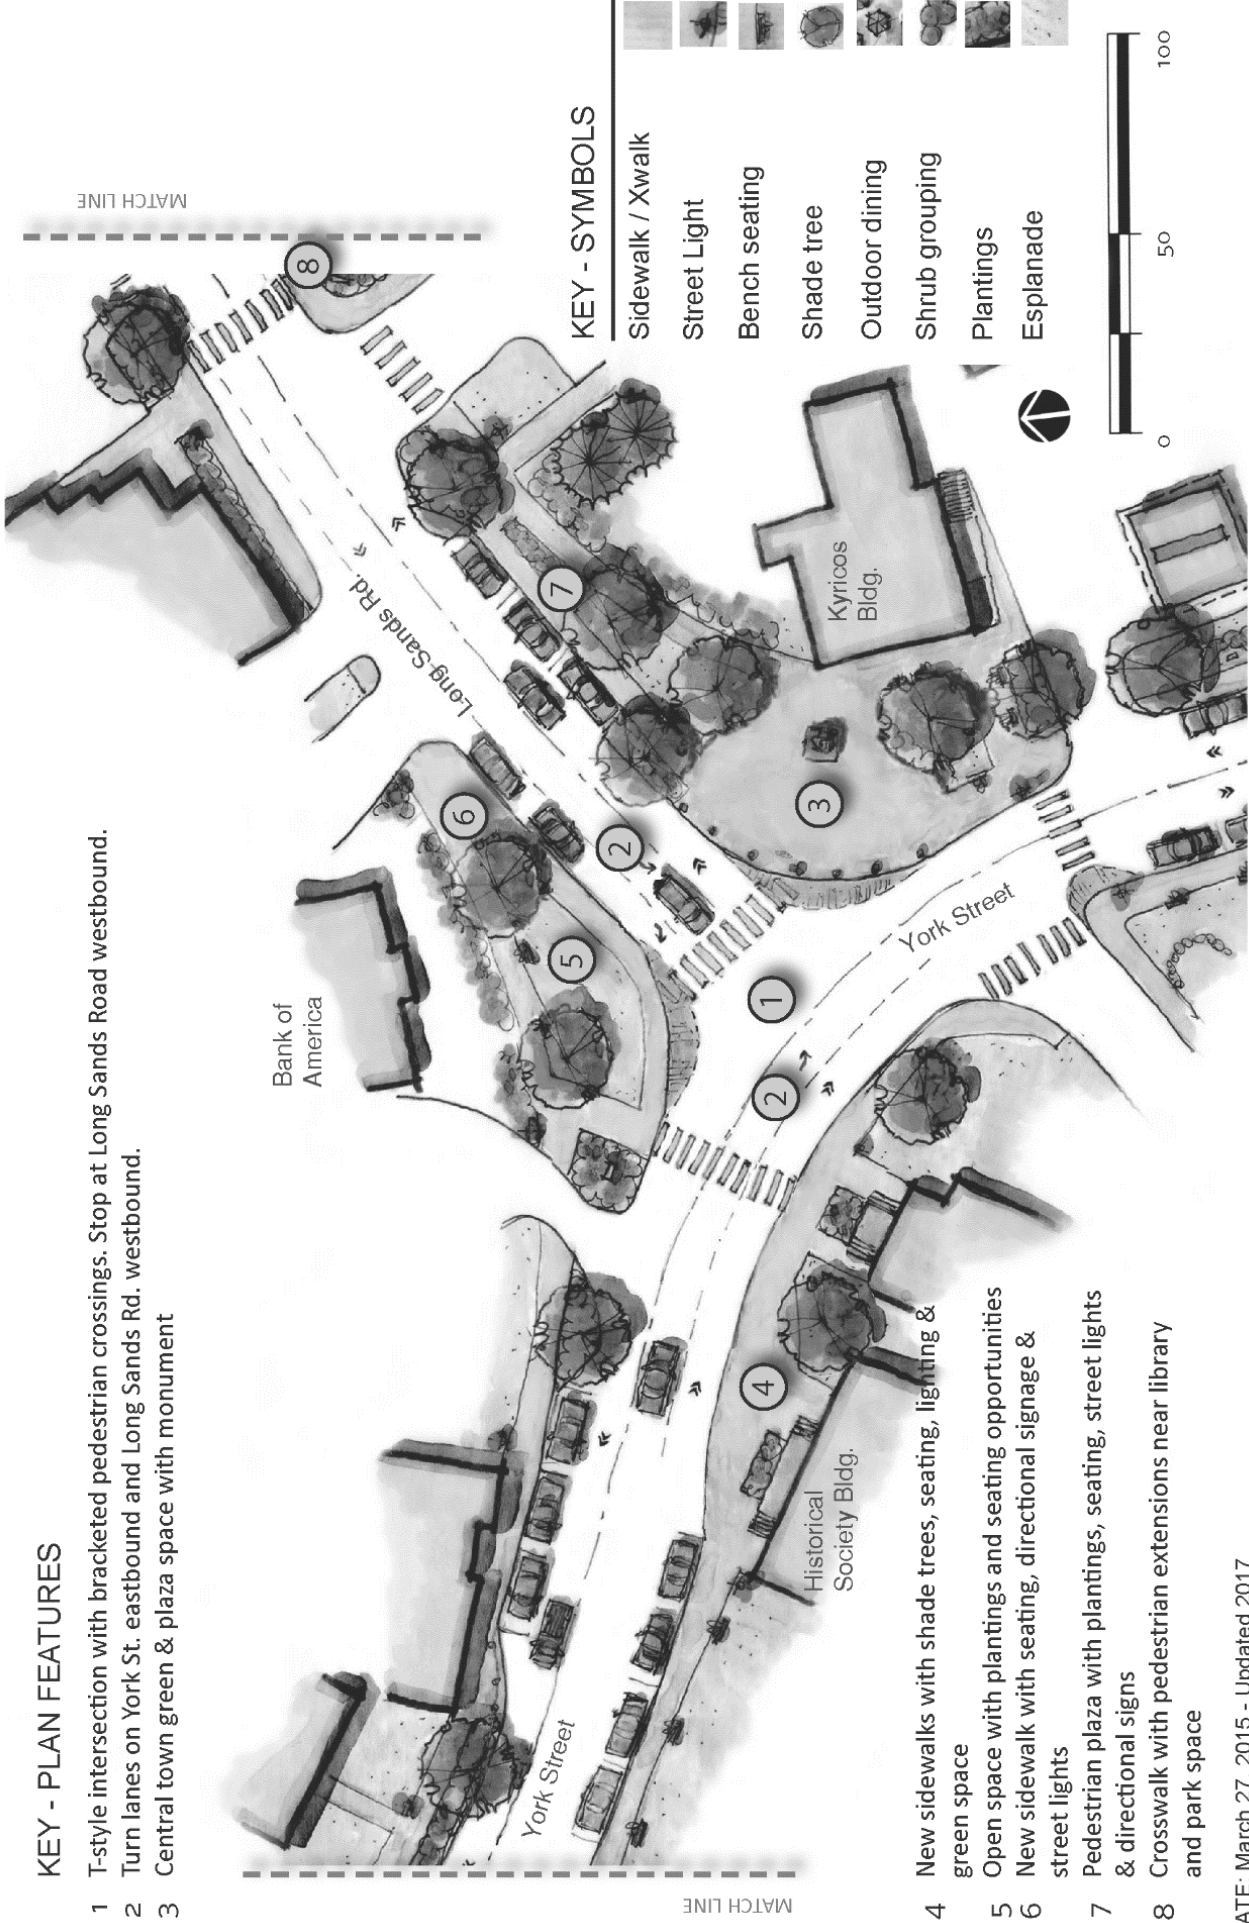 KEY - PLAN FEATURES
1 T-style intersection with bracketed pedestrian crossings. Stop at Long Sands Road westbound.
2 Turn lanes on York St. eastbound and Long Sands Rd. westbound.
3 Central town green & plaza space with monument
MATCH LINE
MATCH LINE
Bank of
America
Long Sands Rd.
8
6
5
7
2
1
2
3
4
York Street
York Street
Kyricos
Bldg.
Historical
Society Bldg.
KEY - SYMBOLS
Sidewalk / Xwalk
Street Light
Bench seating
Shade tree
Outdoor dining
Shrub grouping
Plantings
Esplanade
0 50 100
4 New sidewalks with shade trees, seating, lighting &
green space
5 Open space with plantings and seating opportunities
6 New sidewalk with seating, directional signage &
street lights
7 Pedestrian plaza with plantings, seating, street lights
& directional signs
8 Crosswalk with pedestrian extensions near library
and park space
ATE: March 27, 2015 - Updated 2017